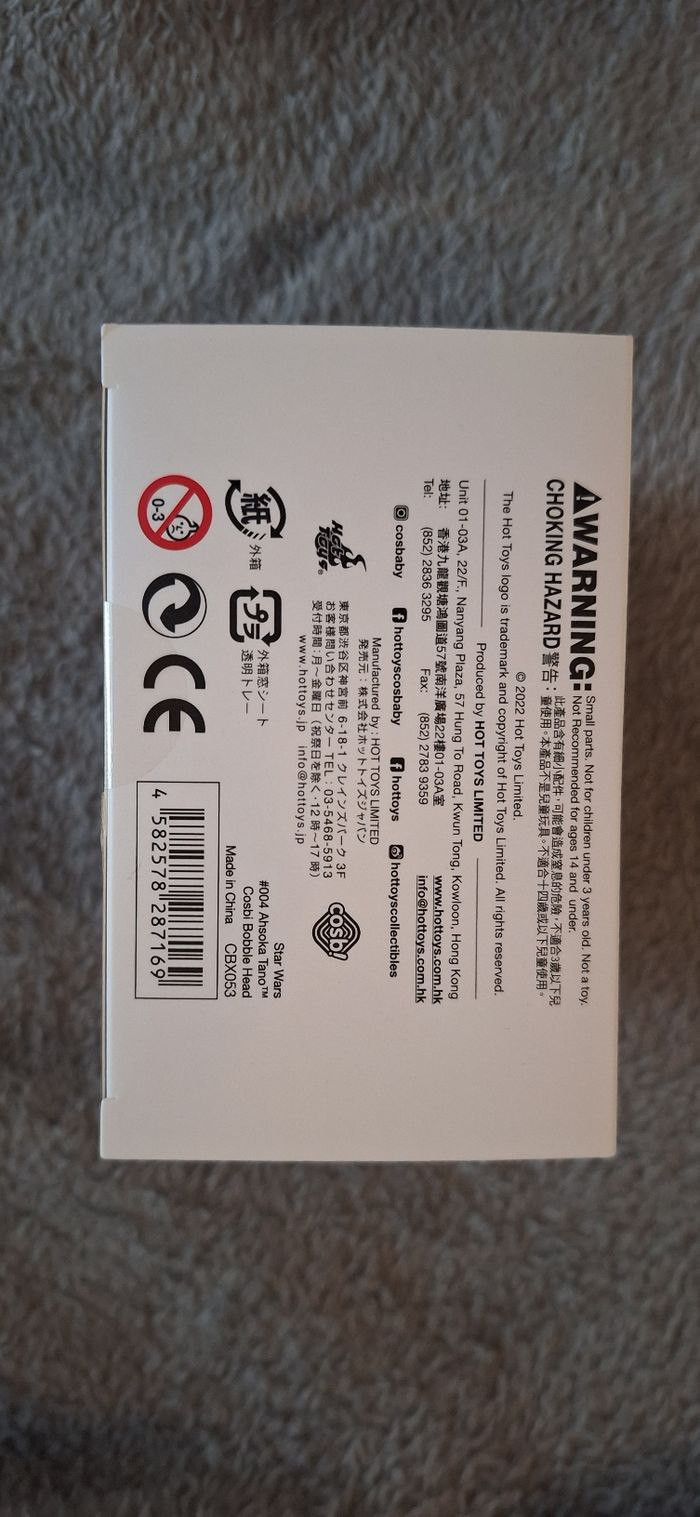 WARNING:
CHOKING HAZARD
Small parts. Not for children under 3 years old. Not a toy.
Not Recommended for ages 14 and under.
警告：
此產品含有細小配件，可能會造成窒息的危險，不適合3歲以下兒
童使用。本產品不是兒童玩具。不適合十四歲或以下兒童使用。
© 2022 Hot Toys Limited.
The Hot Toys logo is trademark and copyright of Hot Toys Limited. All rights reserved.
Produced by HOT TOYS LIMITED
Unit 01-03A, 22/F., Nanyang Plaza, 57 Hung To Road, Kwun Tong, Kowloon, Hong Kong
地址: 香港九龍觀塘鴻圖道57號南洋廣場22樓01-03A室 www.hottoys.com.hk
Tel: (852) 2836 3295 Fax: (852) 2783 9359 info@hottoys.com.hk
cosbaby hottoyscosbaby hottoys hottoyscollectibles
Hot Toys®
Manufactured by : HOT TOYS LIMITED
発売元：株式会社ホットトイズジャパン
東京都渋谷区神宮前 6-18-1 クレインズパーク 3F
お客様問い合わせセンター TEL : 03-5468-5913
受付時間：月～金曜日（祝祭日を除く・12時～17時）
www.hottoys.jp info@hottoys.jp
cosbi
紙 外箱
プラ 外箱窓シート
透明トレー
Star Wars
#004 Ahsoka Tano™
Cosbi Bobble Head
Made in China CBX053
0-3
CE
4 582578 287169